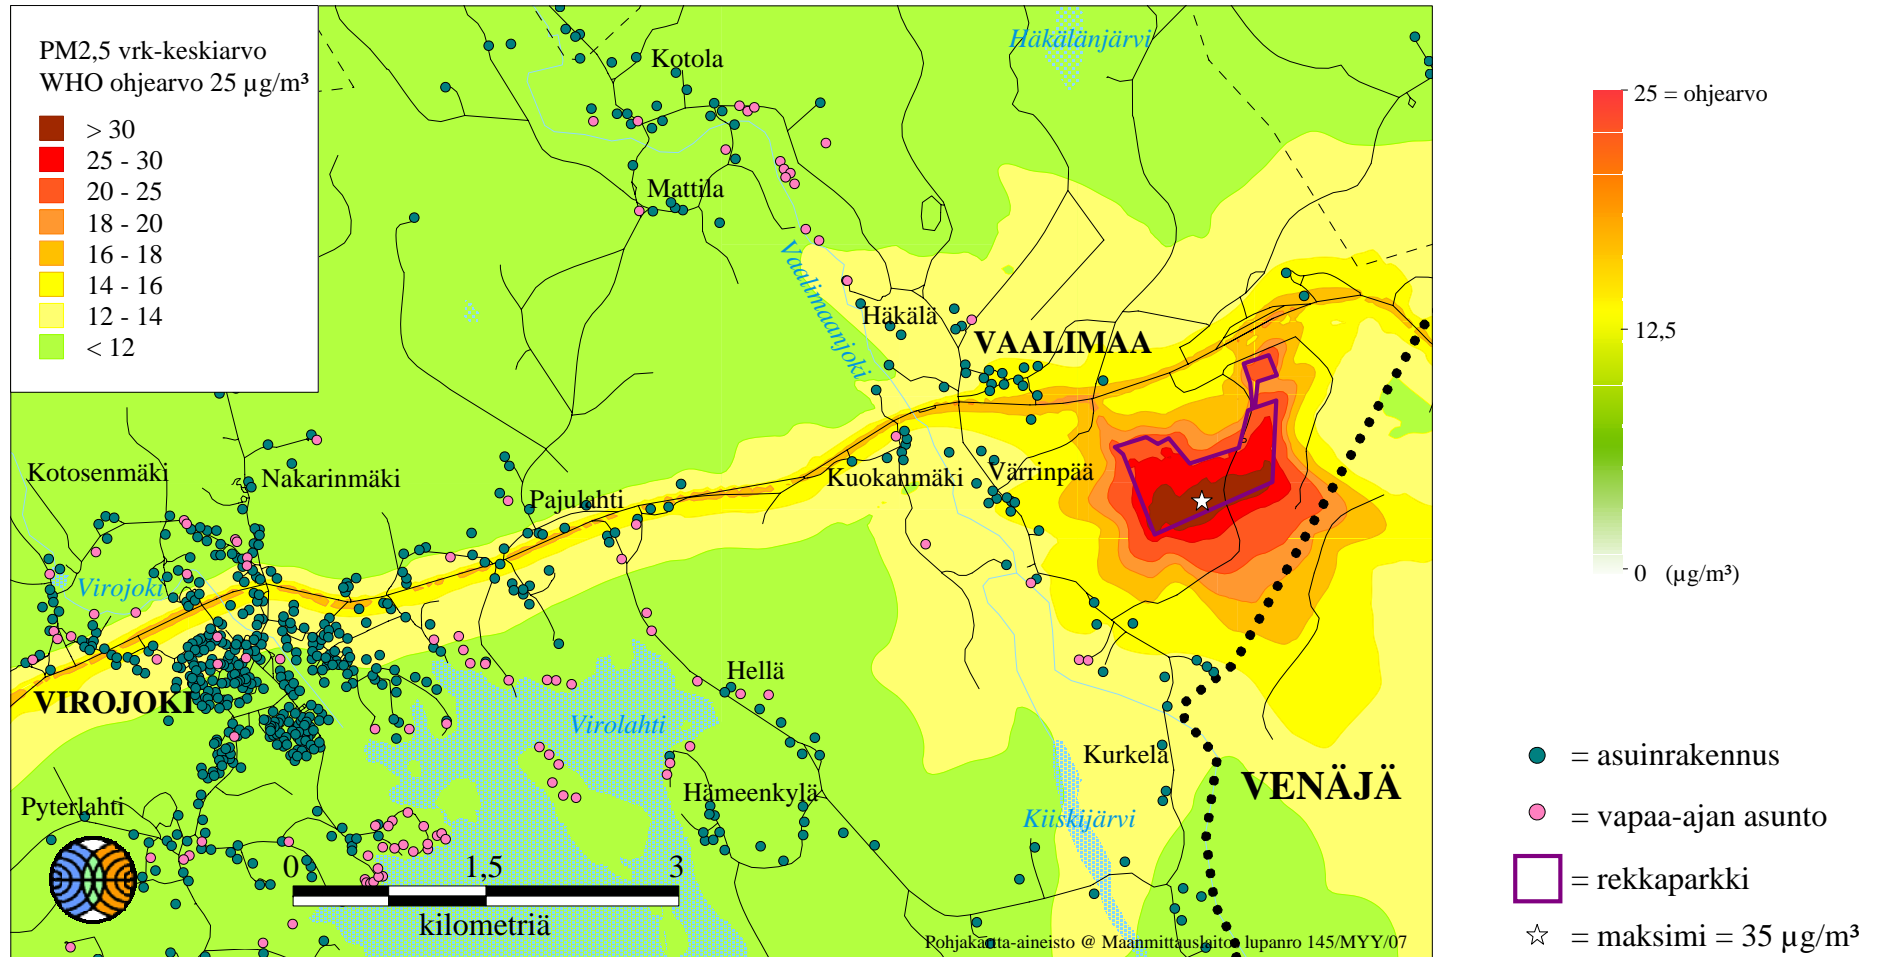 PM2,5 vrk-keskiarvo
WHO ohjearvo 25 µg/m³
> 30
25 - 30
20 - 25
18 - 20
16 - 18
14 - 16
12 - 14
< 12
Kotola
Häkälänjärvi
Mattila
Vaalimaanjoki
Häkälä
VAALIMAA
Kotosenmäki
Nakarinmäki
Pajulahti
Kuokanmäki
Värrinpää
Virojoki
VIROJOKI
Hellä
Virolahti
Kurkela
VENÄJÄ
Pyterlahti
Hämeenkylä
Kiiskijärvi
0 1,5 3
kilometriä
Pohjakartta-aineisto @ Maanmittauslaitos lupanro 145/MYY/07
25 = ohjearvo
12,5
0 (µg/m³)
= asuinrakennus
= vapaa-ajan asunto
= rekkaparkki
= maksimi = 35 µg/m³